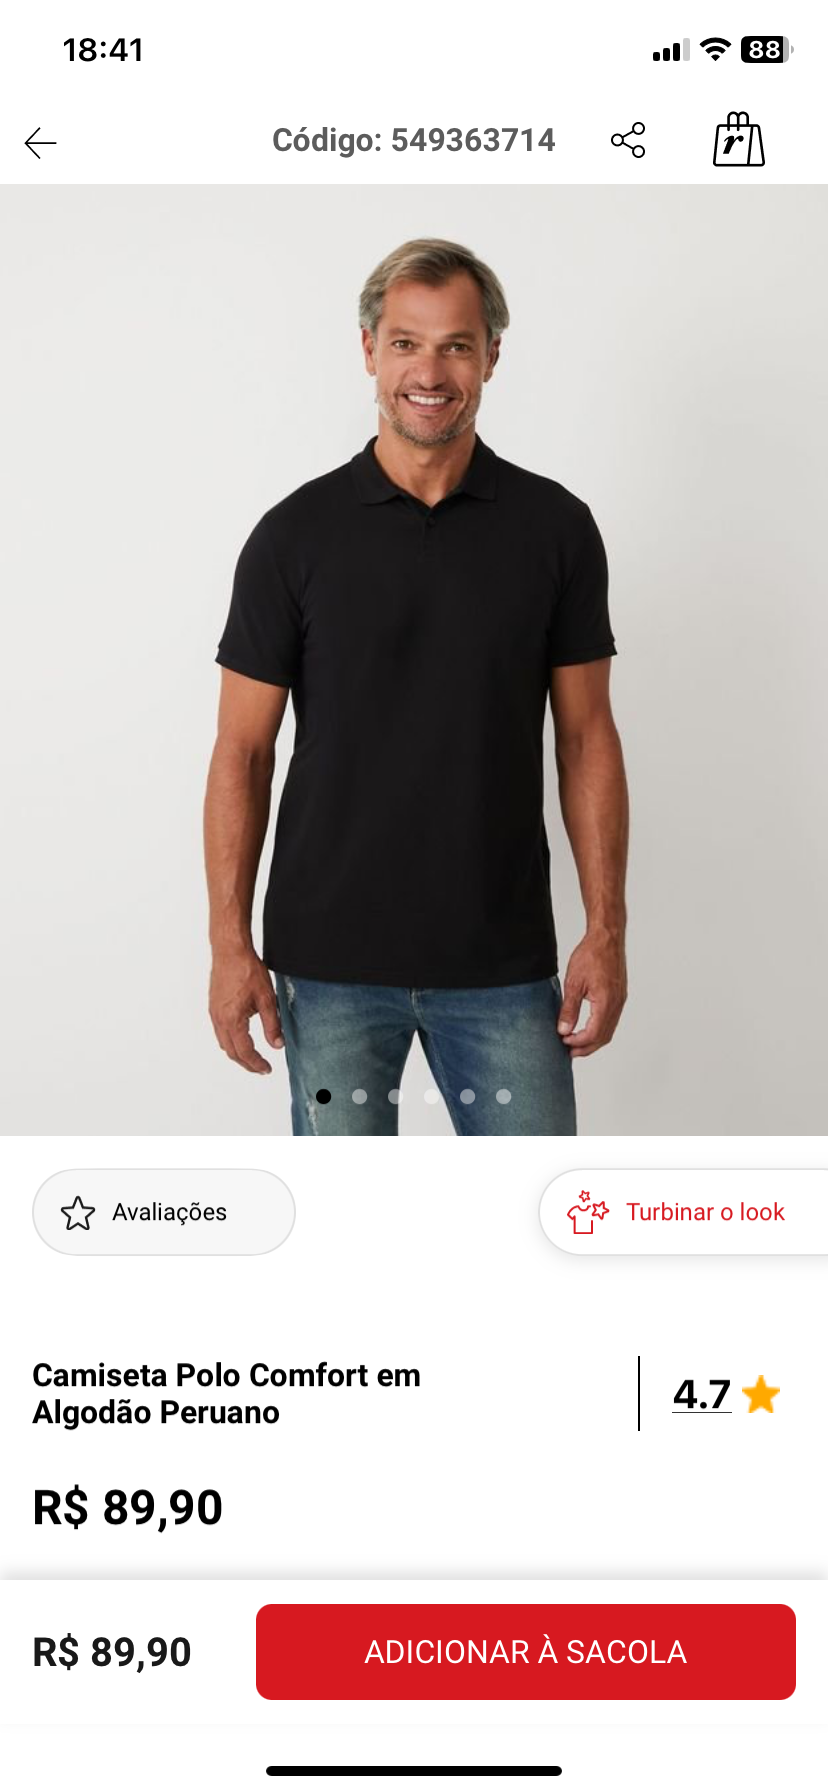 18:41
88
Código: 549363714
r
Avaliações
Turbinar o look
Camiseta Polo Comfort em
Algodão Peruano
4.7
R$ 89,90
R$ 89,90
ADICIONAR À SACOLA